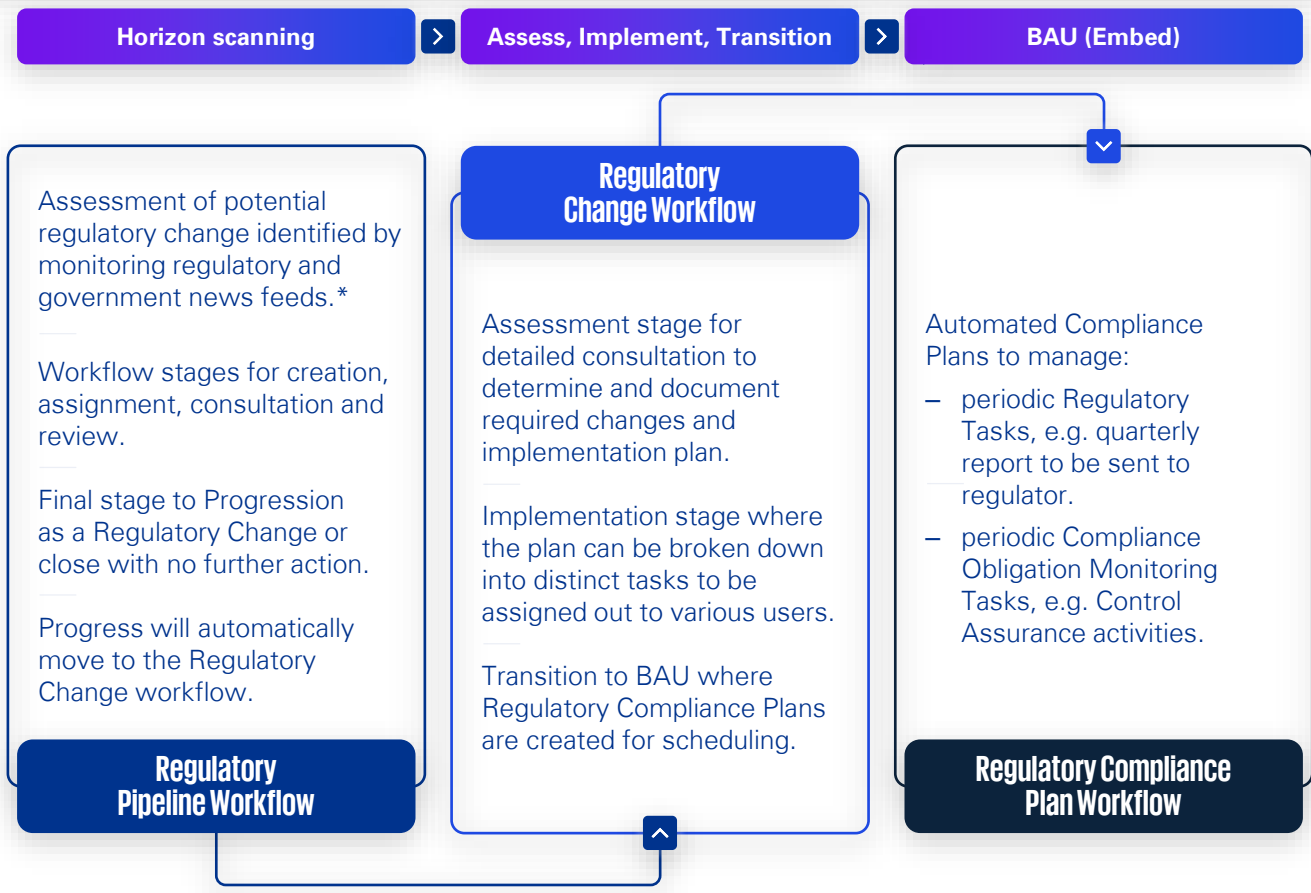 Horizon scanning
Assess, Implement, Transition
BAU (Embed)
Assessment of potential
regulatory change identified by
monitoring regulatory and
government news feeds.*
Workflow stages for creation,
assignment, consultation and
review.
Final stage to Progression
as a Regulatory Change or
close with no further action.
Progress will automatically
move to the Regulatory
Change workflow.
Regulatory
Pipeline Workflow
Regulatory
Change Workflow
Assessment stage for
detailed consultation to
determine and document
required changes and
implementation plan.
Implementation stage where
the plan can be broken down
into distinct tasks to be
assigned out to various users.
Transition to BAU where
Regulatory Compliance Plans
are created for scheduling.
Automated Compliance
Plans to manage:
– periodic Regulatory
Tasks, e.g. quarterly
report to be sent to
regulator.
– periodic Compliance
Obligation Monitoring
Tasks, e.g. Control
Assurance activities.
Regulatory Compliance
Plan Workflow